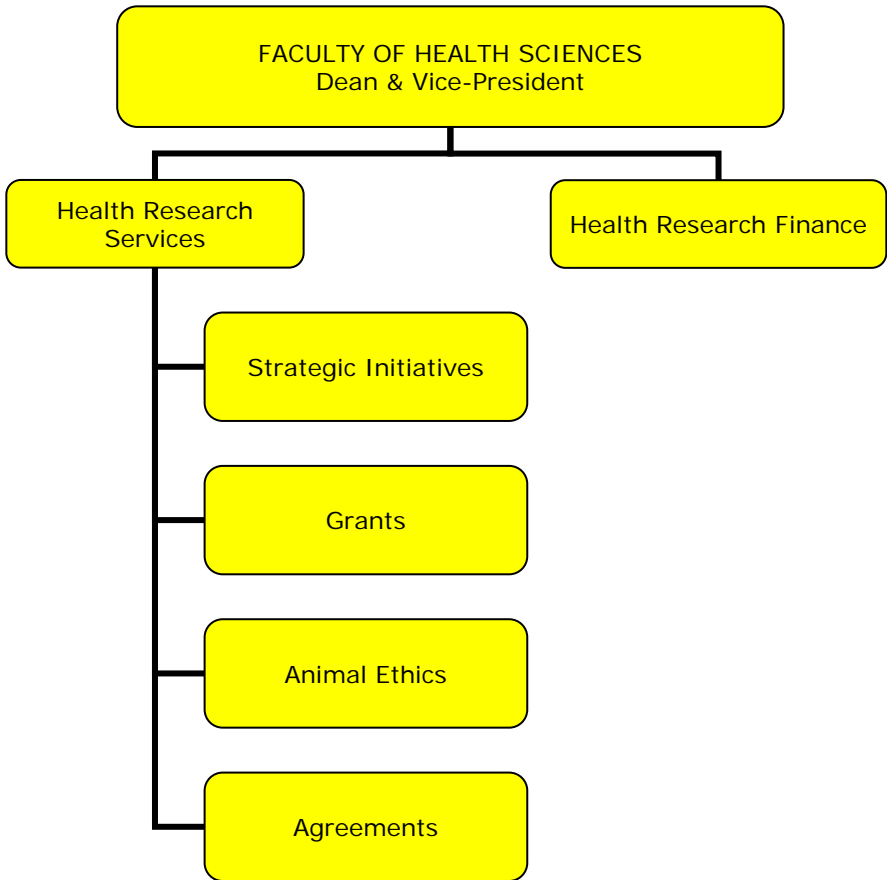 FACULTY OF HEALTH SCIENCES
Dean & Vice-President
Health Research
Services
Health Research Finance
Strategic Initiatives
Grants
Animal Ethics
Agreements